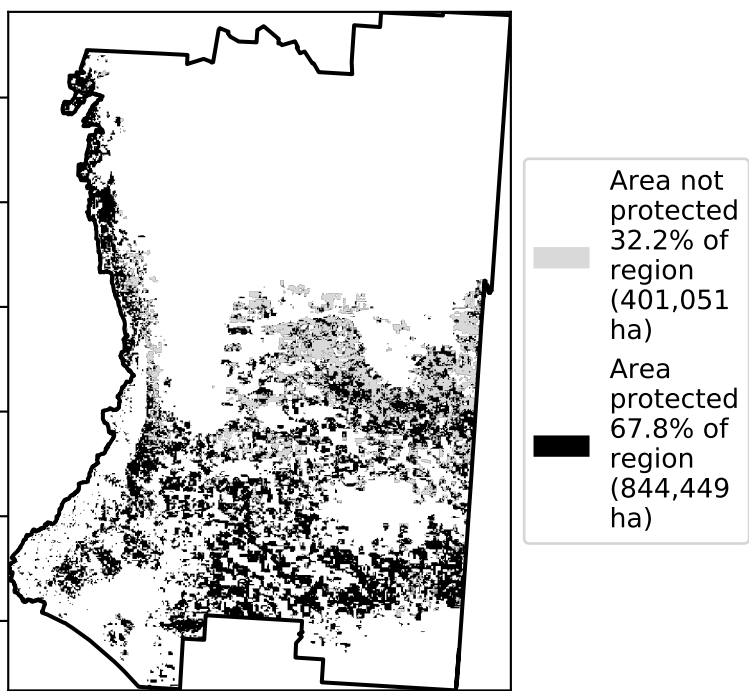 Area not
protected
32.2% of
region
(401,051
ha)
Area
protected
67.8% of
region
(844,449
ha)